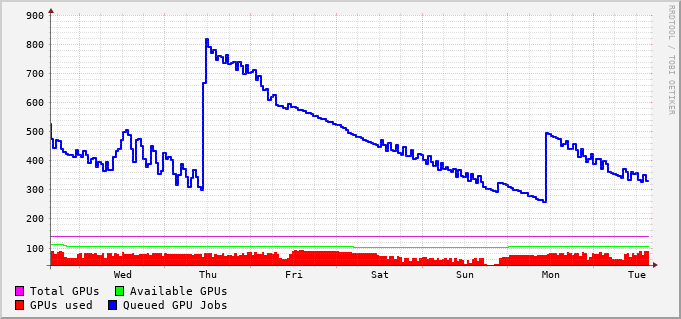 900
800
700
600
500
400
300
200
100
Wed Thu Fri Sat Sun Mon Tue
Total GPUs Available GPUs
GPUs used Queued GPU Jobs
RRDTOOL / TOBI OETIKER